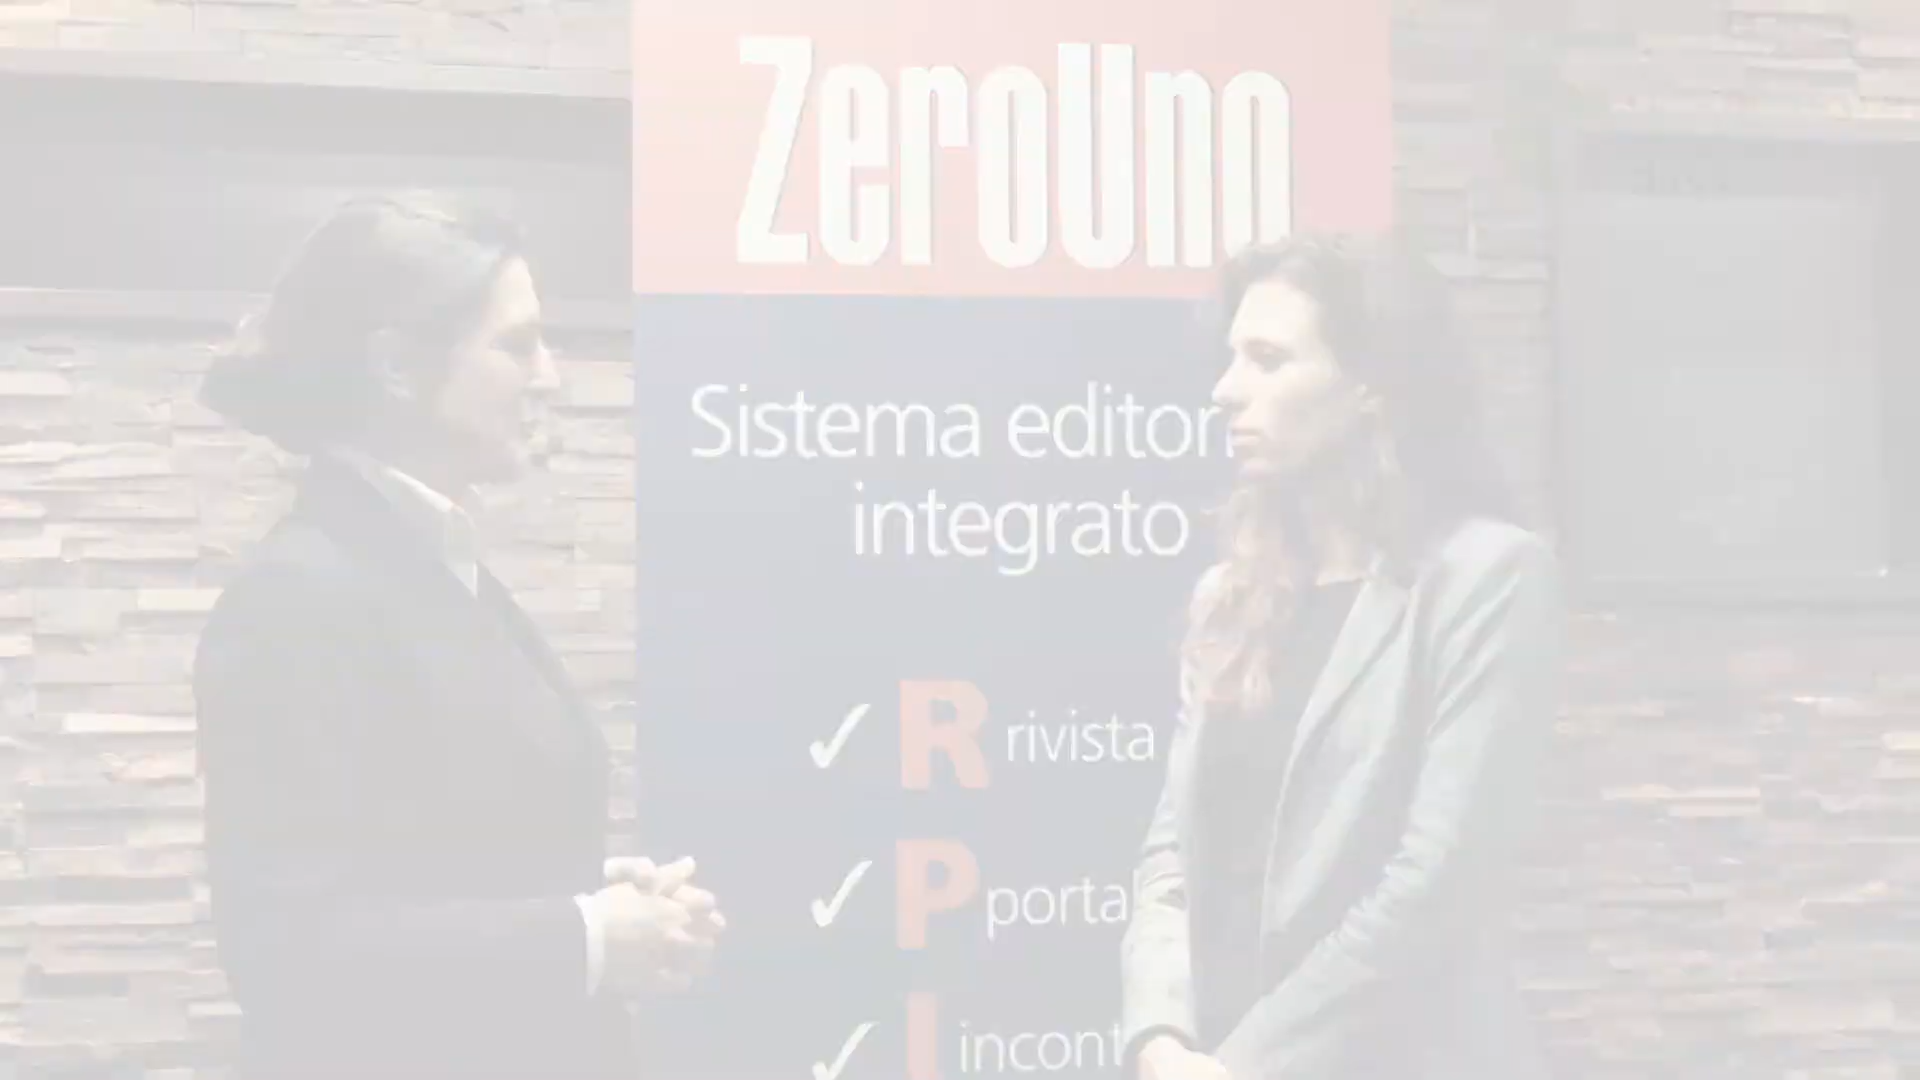 ZeroUno
Sistema editori
integrato
✓ R rivista
✓ P portal
✓ I incont